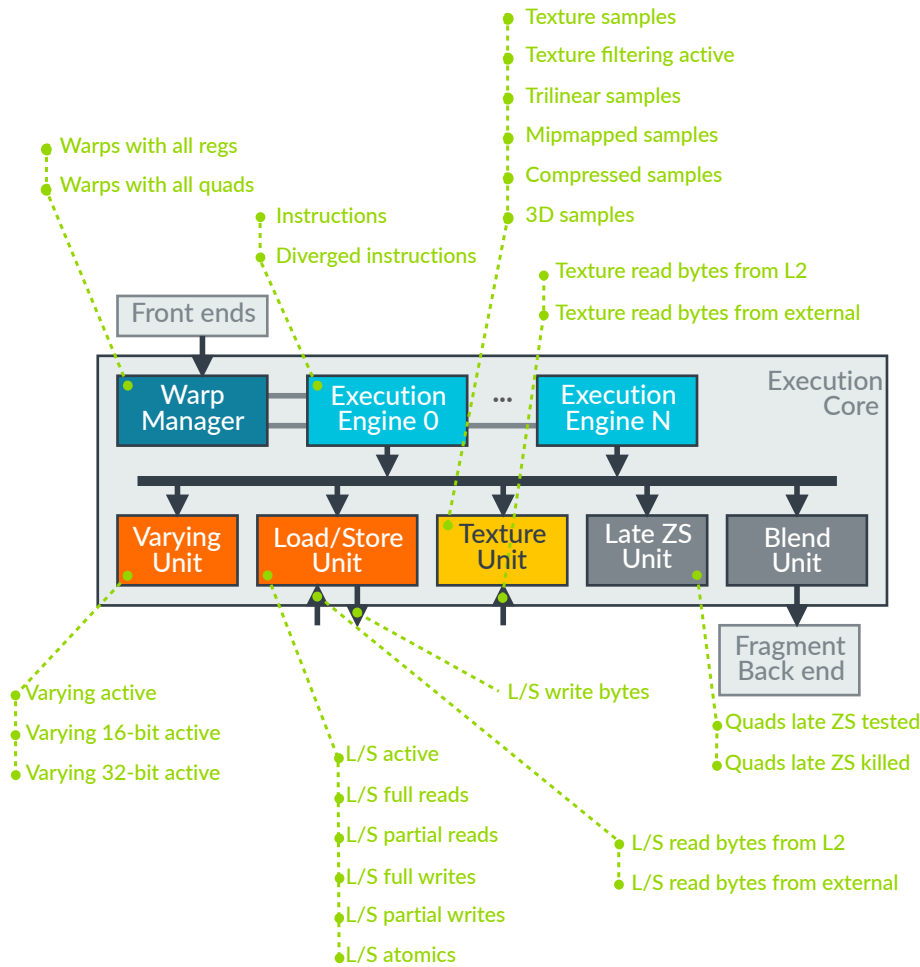 Texture samples
Texture filtering active
Trilinear samples
Mipmapped samples
Compressed samples
3D samples
Warps with all regs
Warps with all quads
Instructions
Diverged instructions
Texture read bytes from L2
Texture read bytes from external
Front ends
Execution
Core
Warp
Manager
Execution
Engine 0
...
Execution
Engine N
Varying
Unit
Load/Store
Unit
Texture
Unit
Late ZS
Unit
Blend
Unit
Fragment
Back end
Varying active
Varying 16-bit active
Varying 32-bit active
L/S write bytes
Quads late ZS tested
Quads late ZS killed
L/S active
L/S full reads
L/S partial reads
L/S full writes
L/S partial writes
L/S atomics
L/S read bytes from L2
L/S read bytes from external